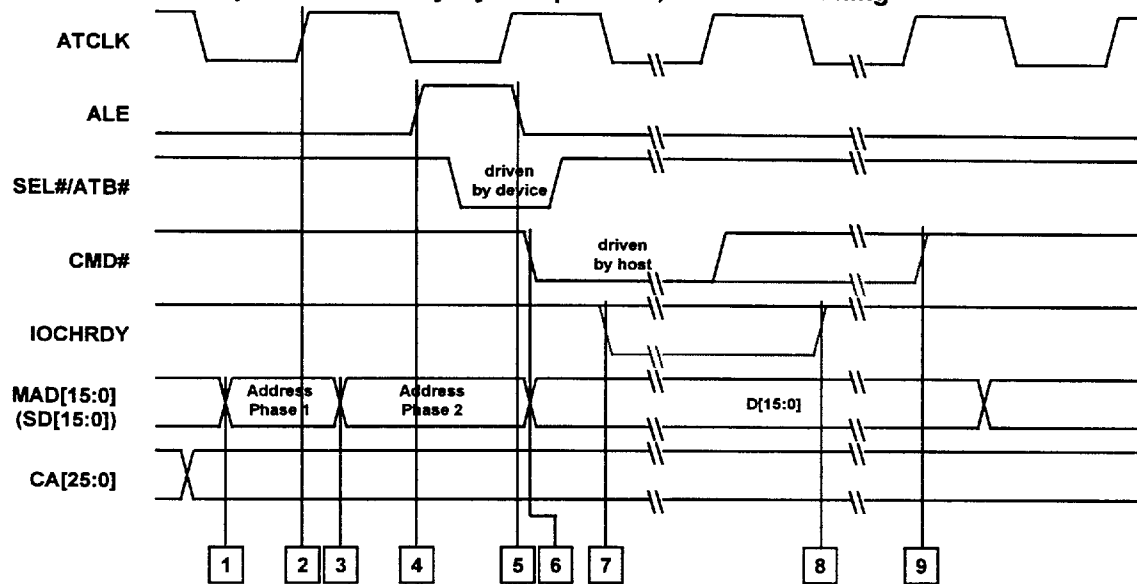 ATCLK
ALE
SEL#/ATB#
driven
by device
CMD#
driven
by host
IOCHRDY
MAD[15:0]
(SD[15:0])
Address
Phase 1
Address
Phase 2
D[15:0]
CA[25:0]
1 2 3 4 5 6 7 8 9